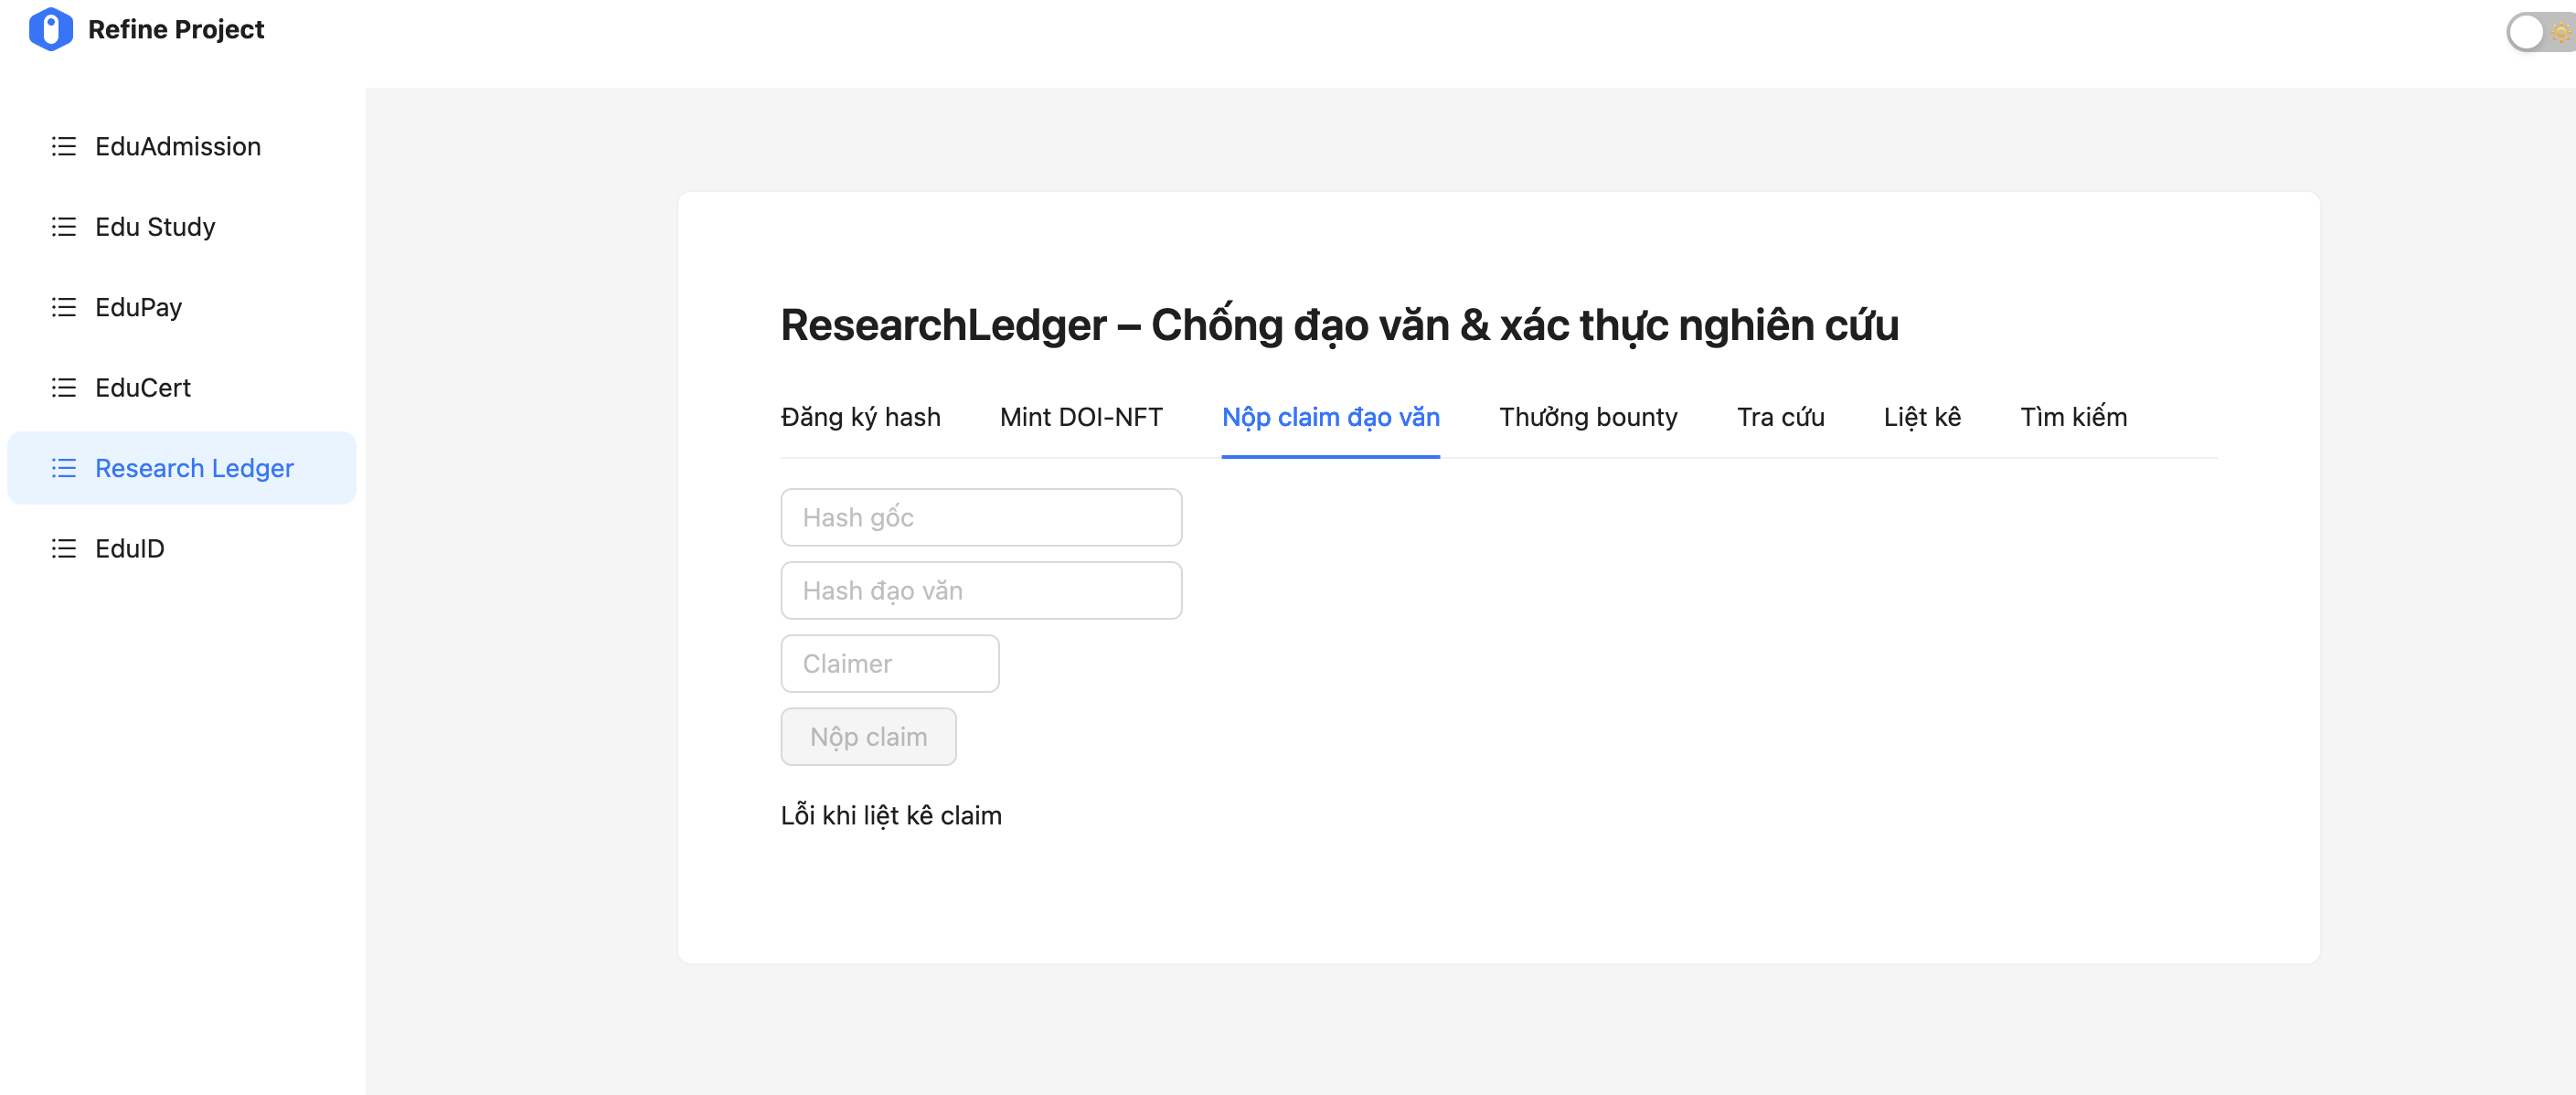 Refine Project
EduAdmission
Edu Study
EduPay
EduCert
Research Ledger
EduID
ResearchLedger – Chống đạo văn & xác thực nghiên cứu
Đăng ký hash Mint DOI-NFT Nộp claim đạo văn Thưởng bounty Tra cứu Liệt kê Tìm kiếm
Hash gốc
Hash đạo văn
Claimer
Nộp claim
Lỗi khi liệt kê claim